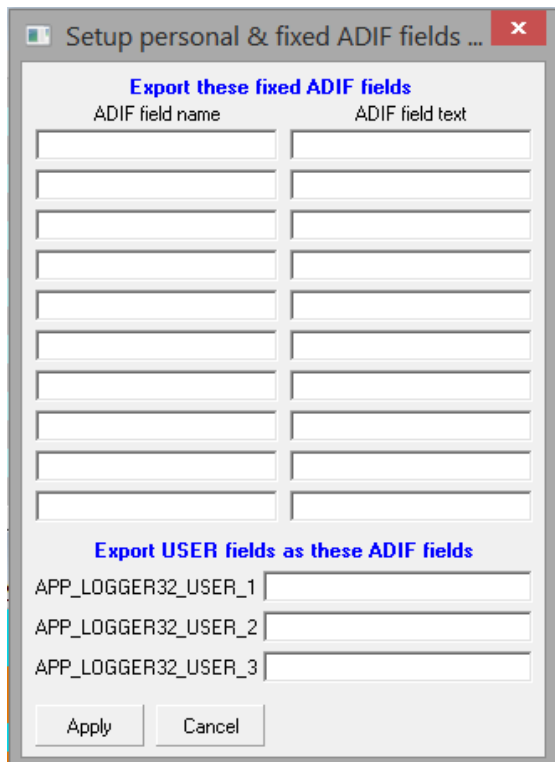 Setup personal & fixed ADIF fields ...
Export these fixed ADIF fields
ADIF field name ADIF field text
Export USER fields as these ADIF fields
APP_LOGGER32_USER_1
APP_LOGGER32_USER_2
APP_LOGGER32_USER_3
Apply Cancel